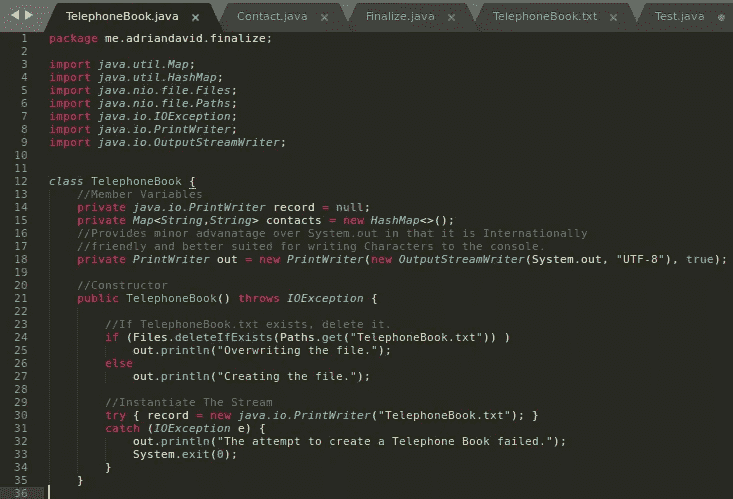 TelephoneBook.java × Contact.java × Finalize.java × TelephoneBook.txt × Test.java
1 package me.adriandavid.finalize;
2
3 import java.util.Map;
4 import java.util.HashMap;
5 import java.nio.file.Files;
6 import java.nio.file.Paths;
7 import java.io.IOException;
8 import java.io.PrintWriter;
9 import java.io.OutputStreamWriter;
10
11
12 class TelephoneBook {
13 //Member Variables
14 private java.io.PrintWriter record = null;
15 private Map<String,String> contacts = new HashMap<>();
16 //Provides minor advanatage over System.out in that it is Internationally
17 //friendly and better suited for writing Characters to the console.
18 private PrintWriter out = new PrintWriter(new OutputStreamWriter(System.out, "UTF-8"), true);
19
20 //Constructor
21 public TelephoneBook() throws IOException {
22
23 //If TelephoneBook.txt exists, delete it.
24 if (Files.deleteIfExists(Paths.get("TelephoneBook.txt")) )
25 out.println("Overwriting the file.");
26 else
27 out.println("Creating the file.");
28
29 //Instantiate The Stream
30 try { record = new java.io.PrintWriter("TelephoneBook.txt"); }
31 catch (IOException e) {
32 out.println("The attempt to create a Telephone Book failed.");
33 System.exit(0);
34 }
35 }
36